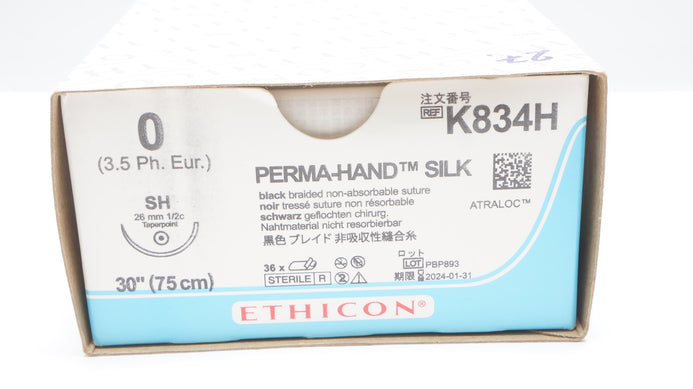 27.
0
(3.5 Ph. Eur.)
SH
26 mm 1/2c
Taperpoint
30" (75 cm)
注文番号
REF K834H
PERMA-HAND™ SILK
black braided non-absorbable suture
noir tressé suture non résorbable
schwarz geflochten chirurg.
Nahtmaterial nicht resorbierbar
黒色 ブレイド 非吸収性縫合糸
ATRALOC™
36 x
STERILE R
2
ロット
LOT PBP893
期限 2024-01-31
ETHICON®